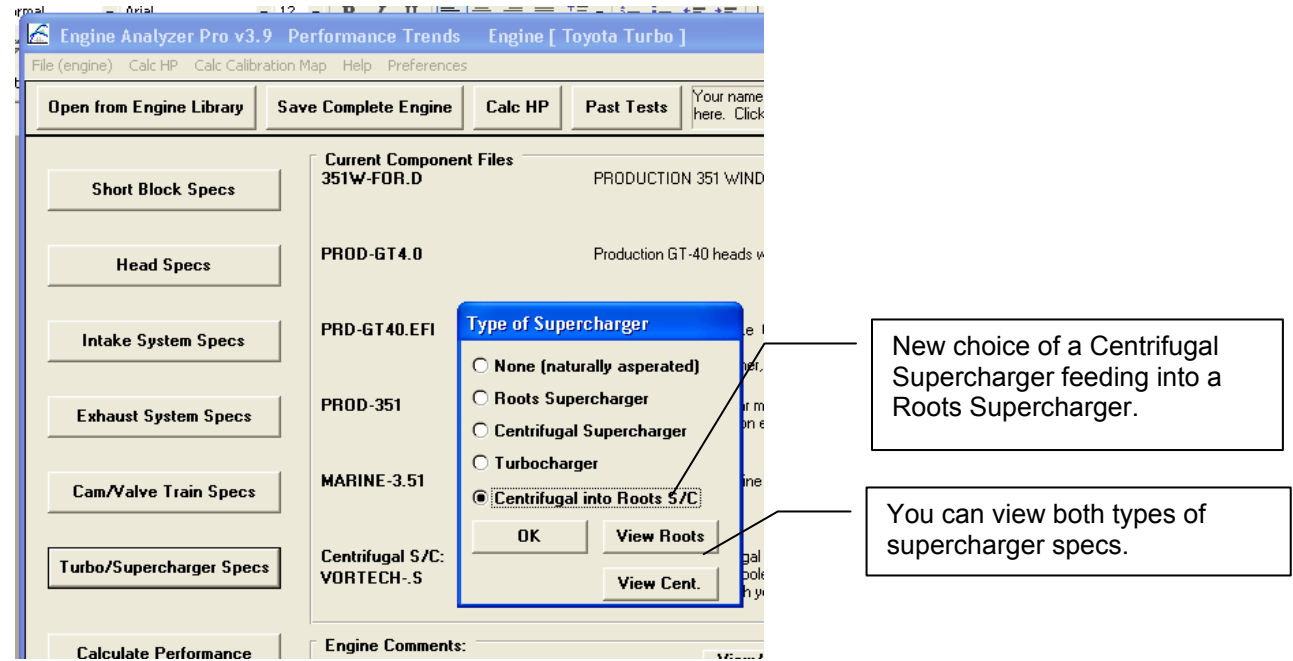 Arial 12 B I U
Engine Analyzer Pro v3.9 Performance Trends Engine [ Toyota Turbo ]
File (engine) Calc HP Calc Calibration Map Help Preferences
Open from Engine Library Save Complete Engine Calc HP Past Tests Your name
here. Click
Current Component Files
Short Block Specs 351W-FOR.D PRODUCTION 351 WIND
Head Specs PROD-GT4.0 Production GT-40 heads w
Intake System Specs PRD-GT40.EFI
Exhaust System Specs PROD-351
Cam/Valve Train Specs MARINE-3.51
Turbo/Supercharger Specs Centrifugal S/C:
VORTECH-.S
Calculate Performance Engine Comments:
Type of Supercharger
None (naturally asperated)
Roots Supercharger
Centrifugal Supercharger
Turbocharger
Centrifugal into Roots S/C
OK View Roots
View Cent.
New choice of a Centrifugal
Supercharger feeding into a
Roots Supercharger.
You can view both types of
supercharger specs.